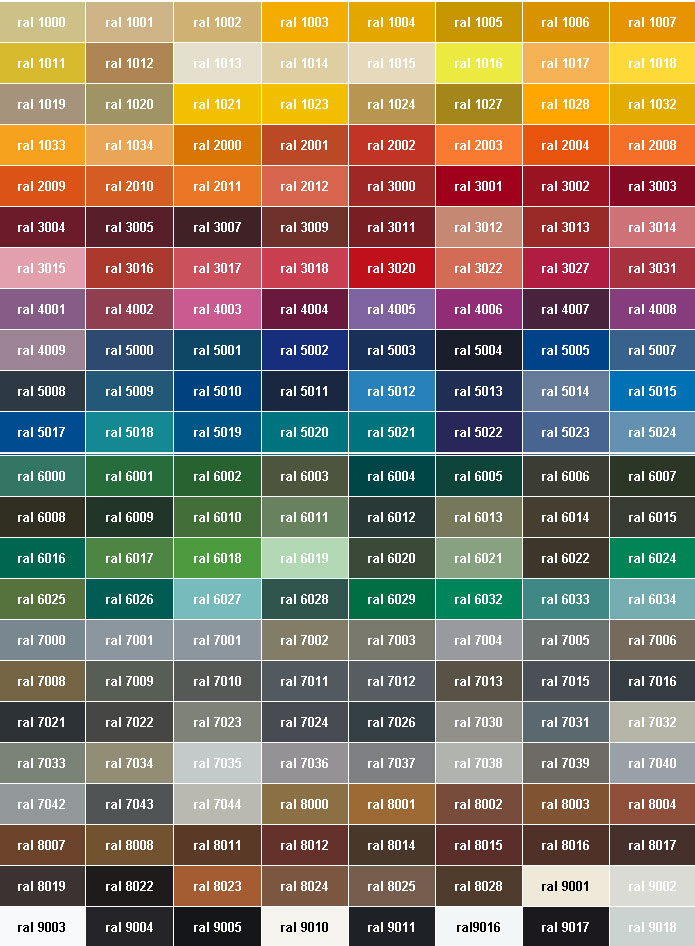 ral 1000 ral 1001 ral 1002 ral 1003 ral 1004 ral 1005 ral 1006 ral 1007
ral 1011 ral 1012 ral 1013 ral 1014 ral 1015 ral 1016 ral 1017 ral 1018
ral 1019 ral 1020 ral 1021 ral 1023 ral 1024 ral 1027 ral 1028 ral 1032
ral 1033 ral 1034 ral 2000 ral 2001 ral 2002 ral 2003 ral 2004 ral 2008
ral 2009 ral 2010 ral 2011 ral 2012 ral 3000 ral 3001 ral 3002 ral 3003
ral 3004 ral 3005 ral 3007 ral 3009 ral 3011 ral 3012 ral 3013 ral 3014
ral 3015 ral 3016 ral 3017 ral 3018 ral 3020 ral 3022 ral 3027 ral 3031
ral 4001 ral 4002 ral 4003 ral 4004 ral 4005 ral 4006 ral 4007 ral 4008
ral 4009 ral 5000 ral 5001 ral 5002 ral 5003 ral 5004 ral 5005 ral 5007
ral 5008 ral 5009 ral 5010 ral 5011 ral 5012 ral 5013 ral 5014 ral 5015
ral 5017 ral 5018 ral 5019 ral 5020 ral 5021 ral 5022 ral 5023 ral 5024
ral 6000 ral 6001 ral 6002 ral 6003 ral 6004 ral 6005 ral 6006 ral 6007
ral 6008 ral 6009 ral 6010 ral 6011 ral 6012 ral 6013 ral 6014 ral 6015
ral 6016 ral 6017 ral 6018 ral 6019 ral 6020 ral 6021 ral 6022 ral 6024
ral 6025 ral 6026 ral 6027 ral 6028 ral 6029 ral 6032 ral 6033 ral 6034
ral 7000 ral 7001 ral 7001 ral 7002 ral 7003 ral 7004 ral 7005 ral 7006
ral 7008 ral 7009 ral 7010 ral 7011 ral 7012 ral 7013 ral 7015 ral 7016
ral 7021 ral 7022 ral 7023 ral 7024 ral 7026 ral 7030 ral 7031 ral 7032
ral 7033 ral 7034 ral 7035 ral 7036 ral 7037 ral 7038 ral 7039 ral 7040
ral 7042 ral 7043 ral 7044 ral 8000 ral 8001 ral 8002 ral 8003 ral 8004
ral 8007 ral 8008 ral 8011 ral 8012 ral 8014 ral 8015 ral 8016 ral 8017
ral 8019 ral 8022 ral 8023 ral 8024 ral 8025 ral 8028 ral 9001 ral 9002
ral 9003 ral 9004 ral 9005 ral 9010 ral 9011 ral9016 ral 9017 ral 9018